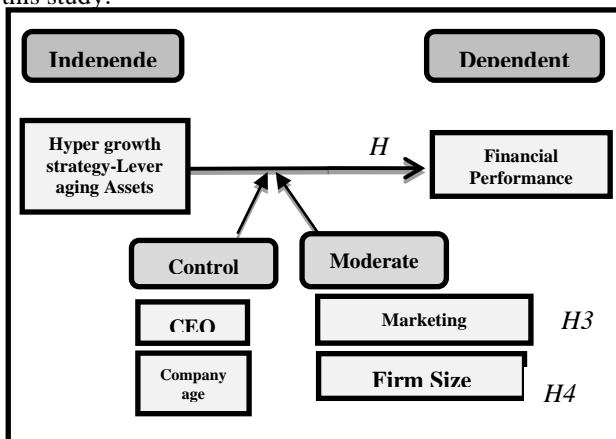 this study.
Independe
Dependent
Hyper growth
strategy-Lever
aging Assets
H
Financial
Performance
Control
Moderate
CEO
Marketing
H3
Company
age
Firm Size
H4